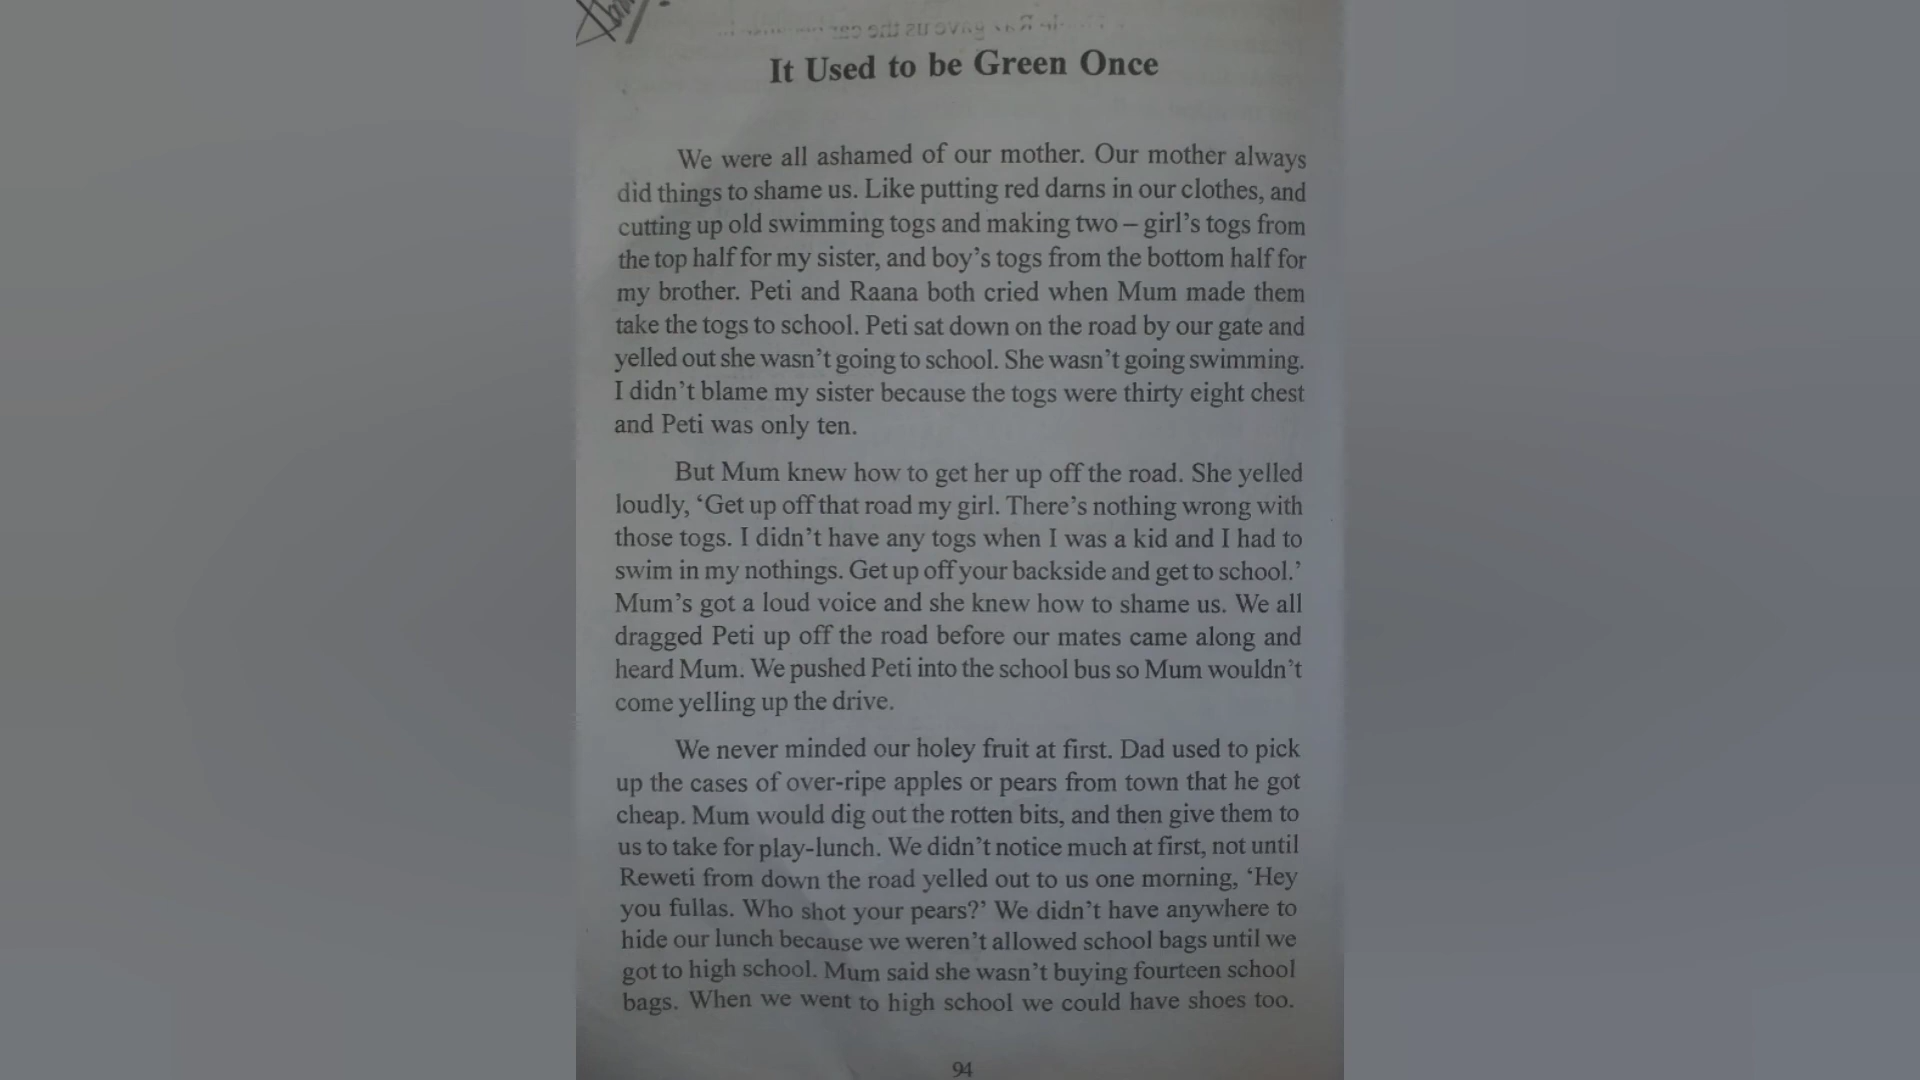 It Used to be Green Once
We were all ashamed of our mother. Our mother always
did things to shame us. Like putting red darns in our clothes, and
cutting up old swimming togs and making two – girl's togs from
the top half for my sister, and boy's togs from the bottom half for
my brother. Peti and Raana both cried when Mum made them
take the togs to school. Peti sat down on the road by our gate and
yelled out she wasn't going to school. She wasn't going swimming.
I didn't blame my sister because the togs were thirty eight chest
and Peti was only ten.
But Mum knew how to get her up off the road. She yelled
loudly, ‘Get up off that road my girl. There's nothing wrong with
those togs. I didn't have any togs when I was a kid and I had to
swim in my nothings. Get up off your backside and get to school.’
Mum's got a loud voice and she knew how to shame us. We all
dragged Peti up off the road before our mates came along and
heard Mum. We pushed Peti into the school bus so Mum wouldn't
come yelling up the drive.
We never minded our holey fruit at first. Dad used to pick
up the cases of over-ripe apples or pears from town that he got
cheap. Mum would dig out the rotten bits, and then give them to
us to take for play-lunch. We didn't notice much at first, not until
Reweti from down the road yelled out to us one morning, ‘Hey
you fullas. Who shot your pears?’ We didn't have anywhere to
hide our lunch because we weren't allowed school bags until we
got to high school. Mum said she wasn't buying fourteen school
bags. When we went to high school we could have shoes too.
94